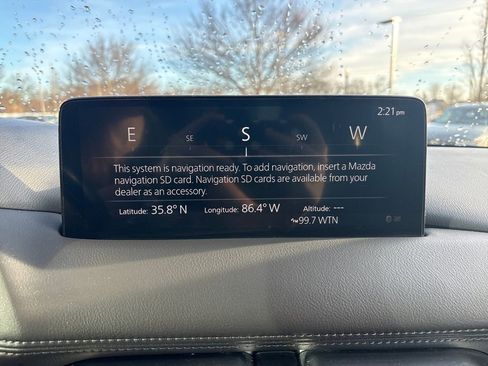 2:21 pm
E SE S SW W
This system is navigation ready. To add navigation, insert a Mazda
navigation SD card. Navigation SD cards are available from your
dealer as an accessory.
Latitude: 35.8° N Longitude: 86.4° W Altitude: ---
99.7 WTN